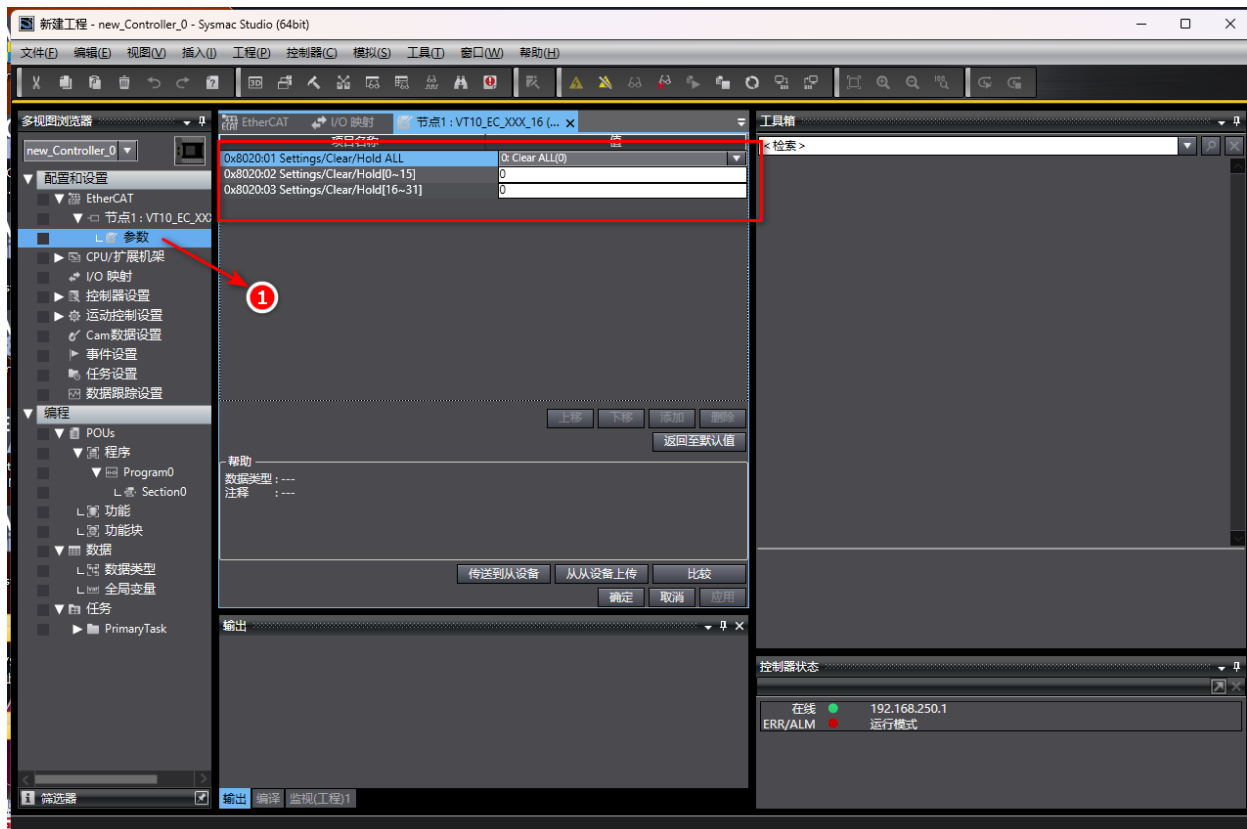 新建工程 - new_Controller_0 - Sysmac Studio (64bit)
文件(F) 编辑(E) 视图(V) 插入(I) 工程(P) 控制器(C) 模拟(S) 工具(T) 窗口(W) 帮助(H)
多视图浏览器
new_Controller_0
配置和设置
EtherCAT
节点1 : VT10_EC_XX
参数
CPU/扩展机架
I/O 映射
控制器设置
运动控制设置
Cam数据设置
事件设置
任务设置
数据跟踪设置
编程
POUs
程序
Program0
Section0
功能
功能块
数据
数据类型
全局变量
任务
PrimaryTask
筛选器
EtherCAT I/O 映射 节点1 : VT10_EC_XXX_16 (...
项目名称 值
0x8020:01 Settings/Clear/Hold ALL 0: Clear ALL(0)
0x8020:02 Settings/Clear/Hold[0~15] 0
0x8020:03 Settings/Clear/Hold[16~31] 0
1
上移 下移 添加 删除
返回至默认值
帮助
数据类型 : ---
注释 : ---
传送到从设备 从从设备上传 比较
确定 取消 应用
输出
输出 编译 监视(工程)1
工具箱
<检索>
控制器状态
在线 192.168.250.1
ERR/ALM 运行模式